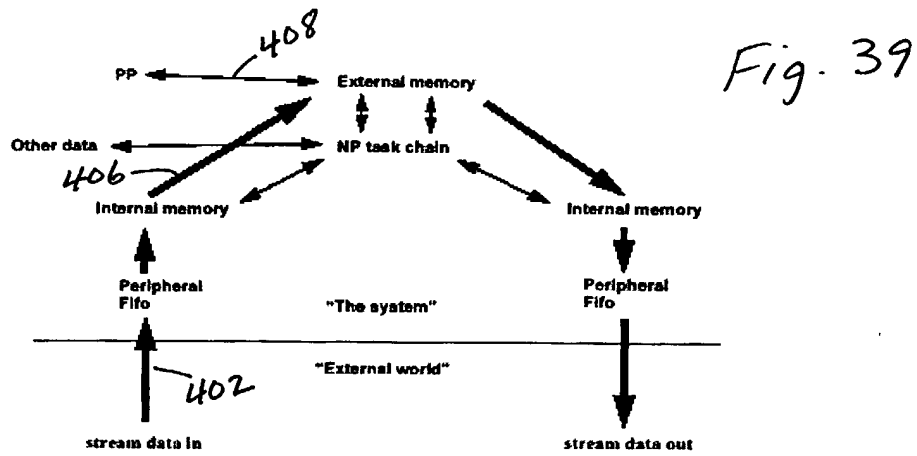 Fig. 39
408
PP
External memory
Other data
NP task chain
406
Internal memory
Internal memory
Peripheral
Fifo
Peripheral
Fifo
"The system"
"External world"
402
stream data in
stream data out